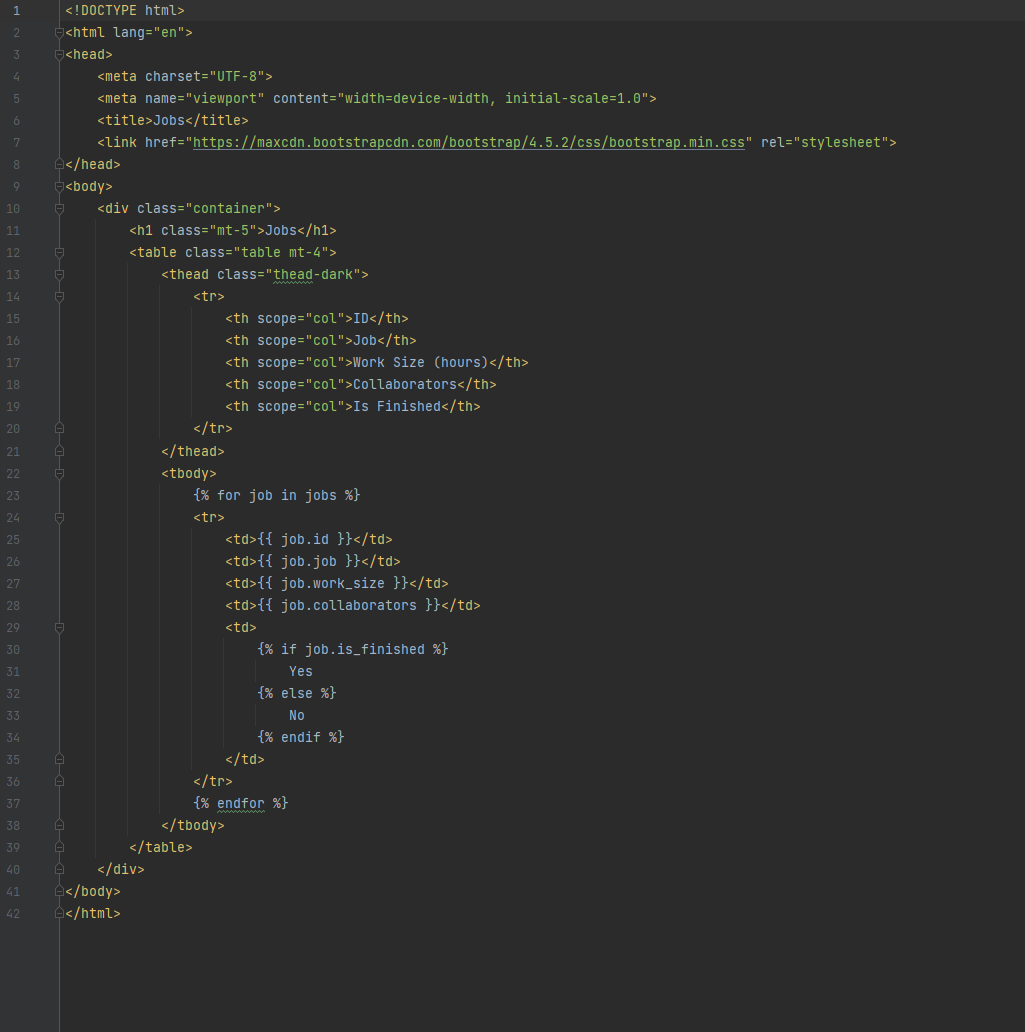 1 <!DOCTYPE html>
2 <html lang="en">
3 <head>
4     <meta charset="UTF-8">
5     <meta name="viewport" content="width=device-width, initial-scale=1.0">
6     <title>Jobs</title>
7     <link href="https://maxcdn.bootstrapcdn.com/bootstrap/4.5.2/css/bootstrap.min.css" rel="stylesheet">
8 </head>
9 <body>
10     <div class="container">
11         <h1 class="mt-5">Jobs</h1>
12         <table class="table mt-4">
13             <thead class="thead-dark">
14                 <tr>
15                     <th scope="col">ID</th>
16                     <th scope="col">Job</th>
17                     <th scope="col">Work Size (hours)</th>
18                     <th scope="col">Collaborators</th>
19                     <th scope="col">Is Finished</th>
20                 </tr>
21             </thead>
22             <tbody>
23                 {% for job in jobs %}
24                 <tr>
25                     <td>{{ job.id }}</td>
26                     <td>{{ job.job }}</td>
27                     <td>{{ job.work_size }}</td>
28                     <td>{{ job.collaborators }}</td>
29                     <td>
30                         {% if job.is_finished %}
31                             Yes
32                         {% else %}
33                             No
34                         {% endif %}
35                     </td>
36                 </tr>
37                 {% endfor %}
38             </tbody>
39         </table>
40     </div>
41 </body>
42 </html>